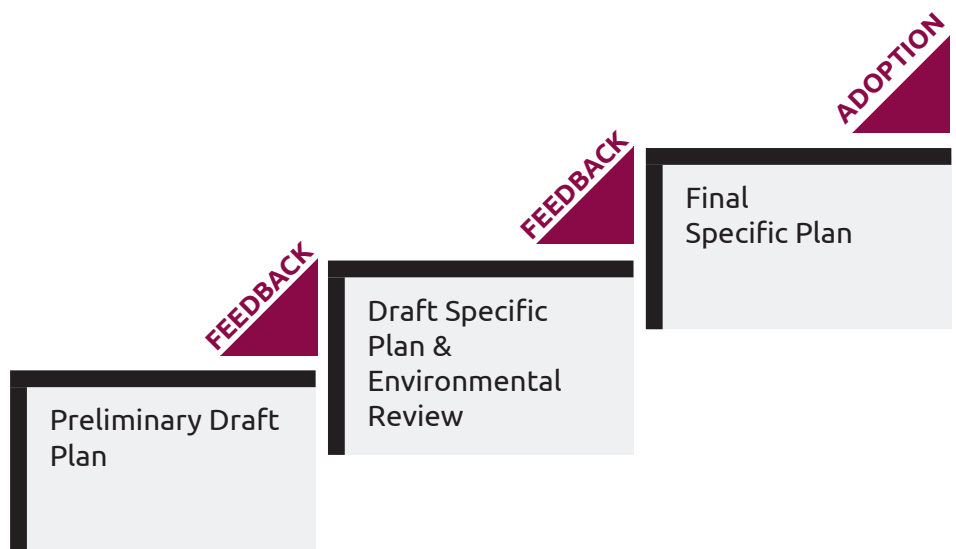 Preliminary Draft
Plan
FEEDBACK
Draft Specific
Plan &
Environmental
Review
FEEDBACK
Final
Specific Plan
ADOPTION